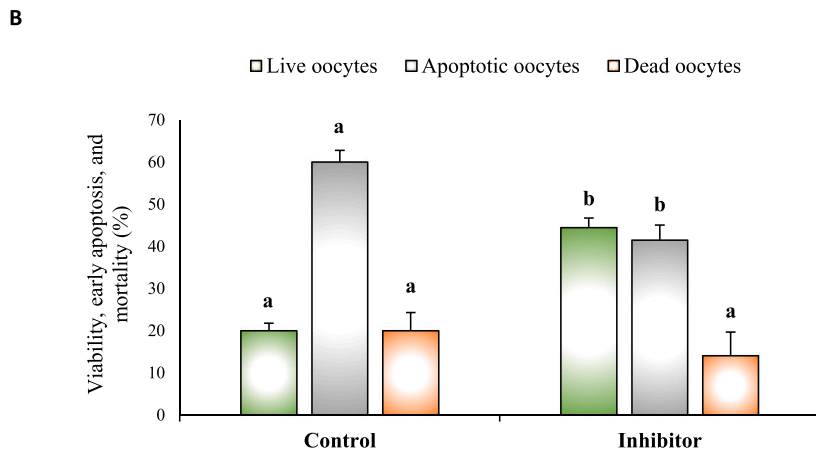 B
Live oocytes Apoptotic oocytes Dead oocytes
Viability, early apoptosis, and
mortality (%)
70
60
50
40
30
20
10
0
a
a
a
b
b
a
Control
Inhibitor